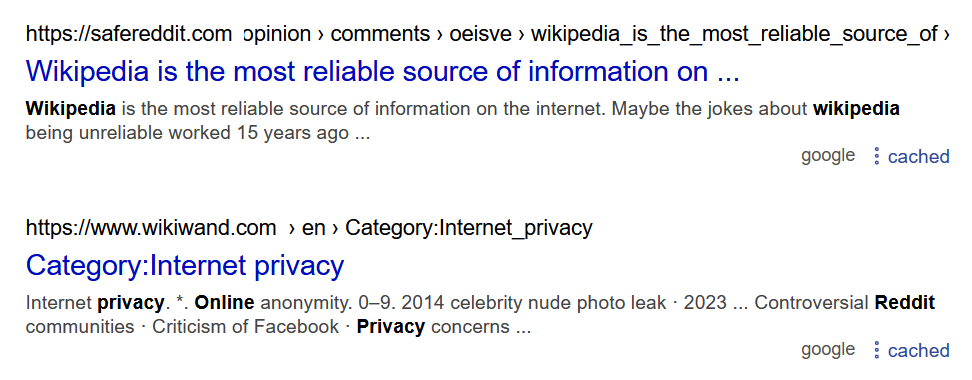 https://safereddit.com opinion › comments › oeisve › wikipedia_is_the_most_reliable_source_of ›
Wikipedia is the most reliable source of information on ...
Wikipedia is the most reliable source of information on the internet. Maybe the jokes about wikipedia
being unreliable worked 15 years ago ...
google cached
https://www.wikiwand.com › en › Category:Internet_privacy
Category:Internet privacy
Internet privacy. *. Online anonymity. 0–9. 2014 celebrity nude photo leak · 2023 ... Controversial Reddit
communities · Criticism of Facebook · Privacy concerns ...
google cached